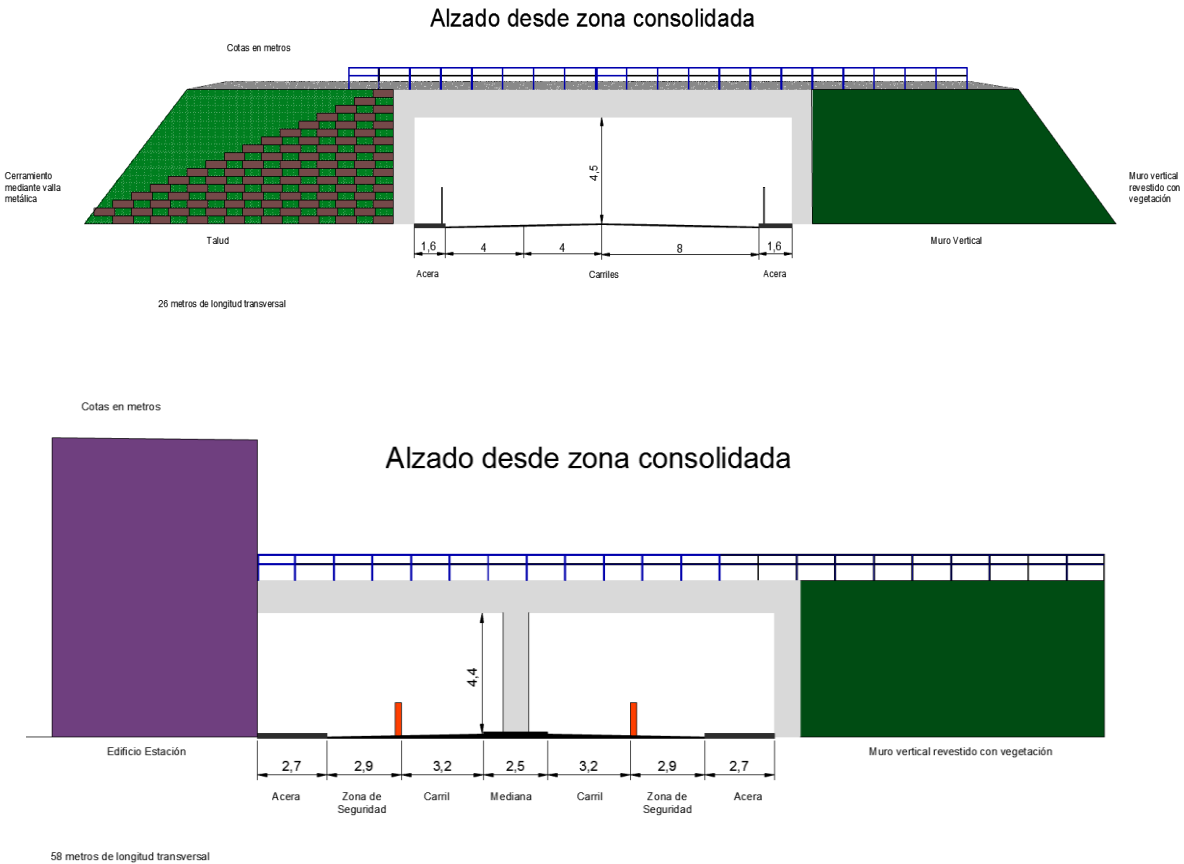 Alzado desde zona consolidada
Cotas en metros
Cerramiento
mediante valla
metálica
Muro vertical
revestido con
vegetación
4,5
Talud
Muro Vertical
1,6
4
4
8
1,6
Acera
Carriles
Acera
26 metros de longitud transversal
Cotas en metros
Alzado desde zona consolidada
4,4
Edificio Estación
Muro vertical revestido con vegetación
2,7
2,9
3,2
2,5
3,2
2,9
2,7
Acera
Zona de
Seguridad
Carril
Mediana
Carril
Zona de
Seguridad
Acera
58 metros de longitud transversal